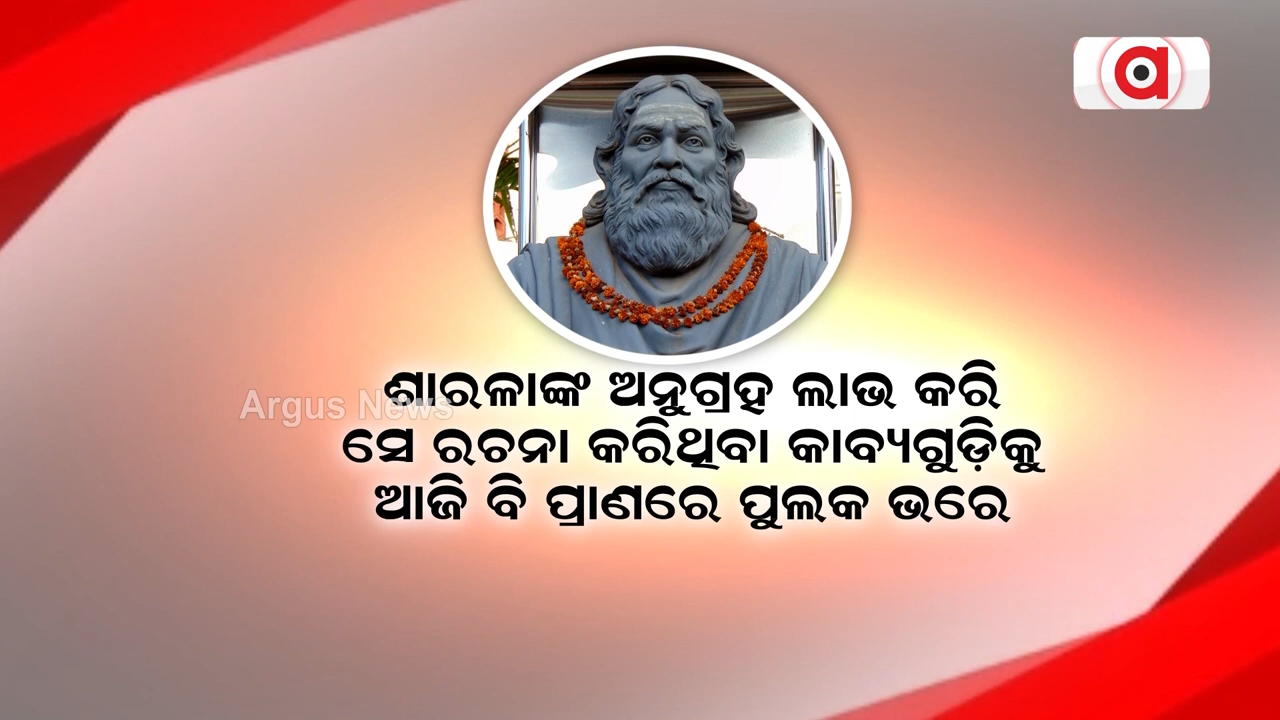 ଶାରଳାଙ୍କ ଅନୁଗ୍ରହ ଲାଭ କରି
Argus News
ସେ ରଚନା କରିଥିବା କାବ୍ୟଗୁଡ଼ିକୁ
ଆଜି ବି ପ୍ରାଣରେ ପୁଲକ ଭରେ